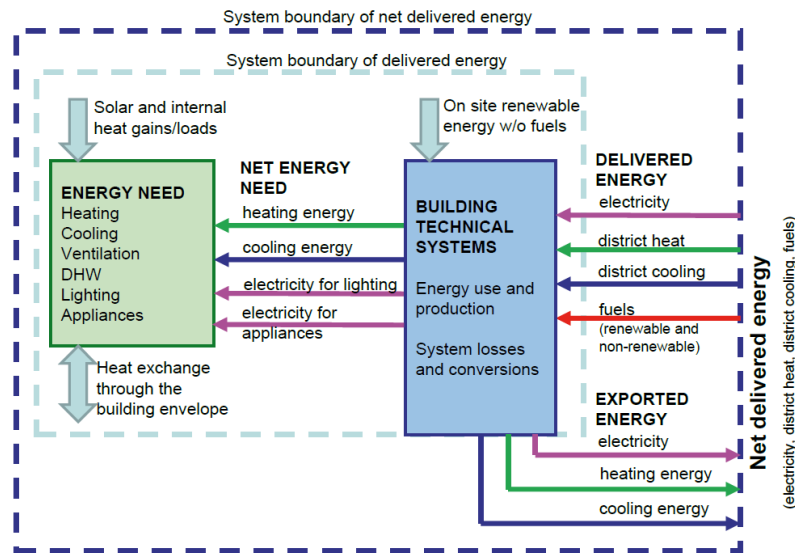 System boundary of net delivered energy
System boundary of delivered energy
Solar and internal
heat gains/loads
On site renewable
energy w/o fuels
ENERGY NEED
Heating
Cooling
Ventilation
DHW
Lighting
Appliances
NET ENERGY
NEED
heating energy
cooling energy
electricity for lighting
electricity for
appliances
BUILDING
TECHNICAL
SYSTEMS
Energy use and
production
System losses
and conversions
DELIVERED
ENERGY
electricity
district heat
district cooling
fuels
(renewable and
non-renewable)
Heat exchange
through the
building envelope
EXPORTED
ENERGY
electricity
heating energy
cooling energy
Net delivered energy
(electricity, district heat, district cooling, fuels)